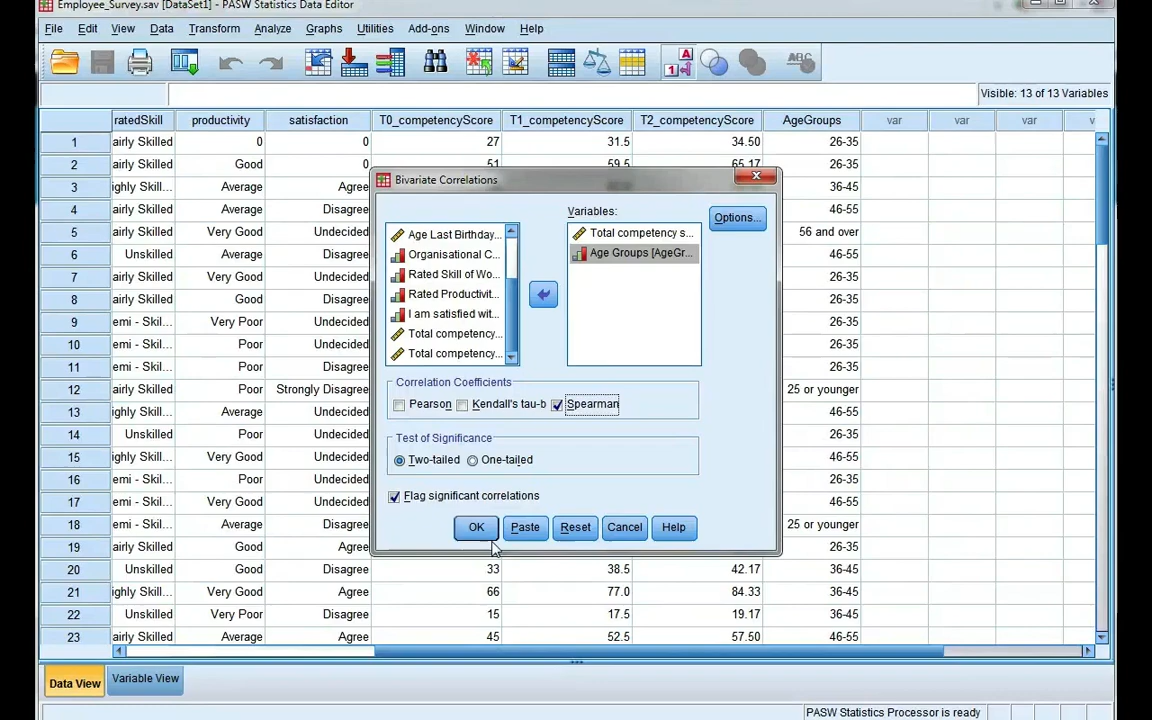 Employee_Survey.sav [DataSet1] - PASW Statistics Data Editor
File Edit View Data Transform Analyze Graphs Utilities Add-ons Window Help
Visible: 13 of 13 Variables
ratedSkill productivity satisfaction T0_competencyScore T1_competencyScore T2_competencyScore AgeGroups var var var v
1 airly Skilled 0 0 27 31.5 34.50 26-35
2 airly Skilled Good 0 51 59.5 65.17 26-35
3 ighly Skill... Average Agree 36-45
4 airly Skilled Average Disagree 46-55
5 airly Skilled Very Good Undecided 56 and over
6 Unskilled Average Disagree 46-55
7 airly Skilled Very Good Undecided 46-55
8 airly Skilled Good Disagree 26-35
9 emi - Skil... Very Poor Undecided 26-35
10 emi - Skil... Poor Undecided 26-35
11 emi - Skil... Poor Disagree 26-35
12 airly Skilled Poor Strongly Disagree 25 or younger
13 ighly Skill... Average Undecided 46-55
14 Unskilled Poor Undecided 26-35
15 ighly Skill... Very Good Undecided 46-55
16 emi - Skil... Poor Undecided 26-35
17 emi - Skil... Very Good Undecided 46-55
18 emi - Skil... Average Disagree 25 or younger
19 airly Skilled Good Agree 26-35
20 Unskilled Good Disagree 33 38.5 42.17 36-45
21 ighly Skill... Very Good Agree 66 77.0 84.33 36-45
22 Unskilled Very Poor Disagree 15 17.5 19.17 36-45
23 airly Skilled Average Agree 45 52.5 57.50 46-55
Bivariate Correlations
Variables:
Options...
Age Last Birthday...
Organisational C...
Rated Skill of Wo...
Rated Productivit...
I am satisfied wit...
Total competency...
Total competency...
Total competency s...
Age Groups [AgeGr...
Correlation Coefficients
Pearson Kendall's tau-b Spearman
Test of Significance
Two-tailed One-tailed
Flag significant correlations
OK Paste Reset Cancel Help
Data View Variable View
PASW Statistics Processor is ready